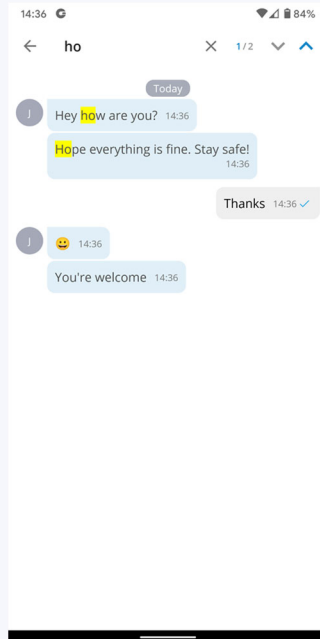 14:36 84%
ho 1/2
Today
J
Hey how are you? 14:36
Hope everything is fine. Stay safe!
14:36
Thanks 14:36
J
😀 14:36
You're welcome 14:36